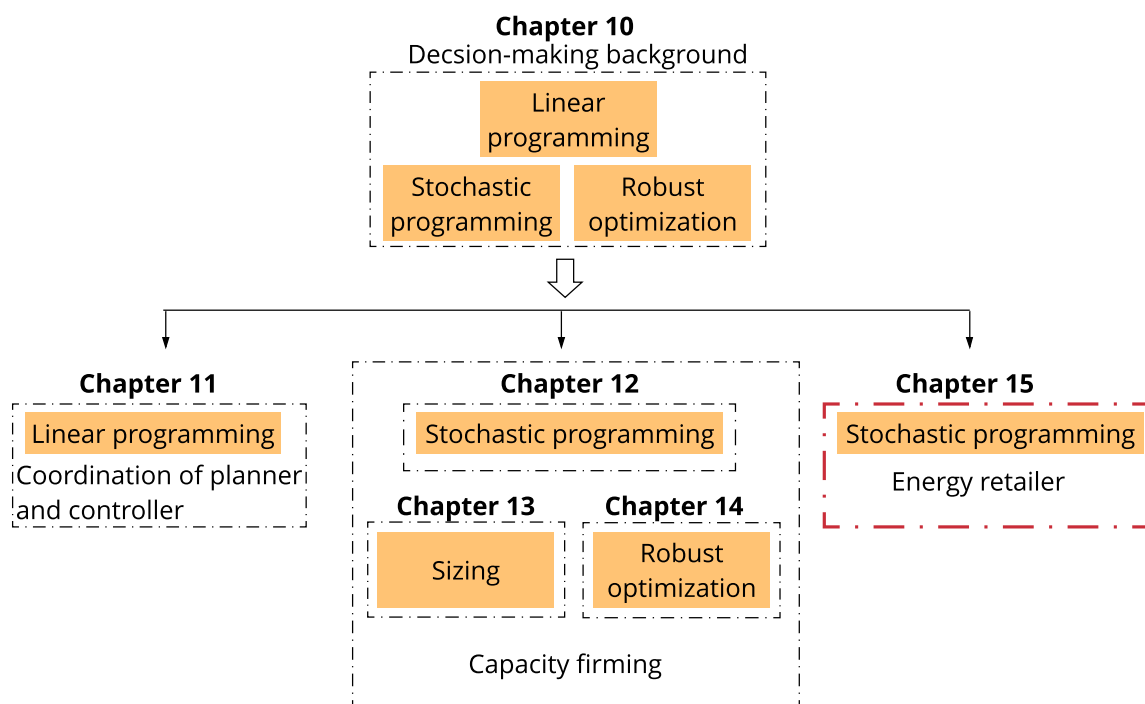 Chapter 10
Decsion-making background
Linear
programming
Stochastic
programming
Robust
optimization
Chapter 11
Linear programming
Coordination of planner
and controller
Chapter 12
Stochastic programming
Chapter 13
Sizing
Chapter 14
Robust
optimization
Capacity firming
Chapter 15
Stochastic programming
Energy retailer